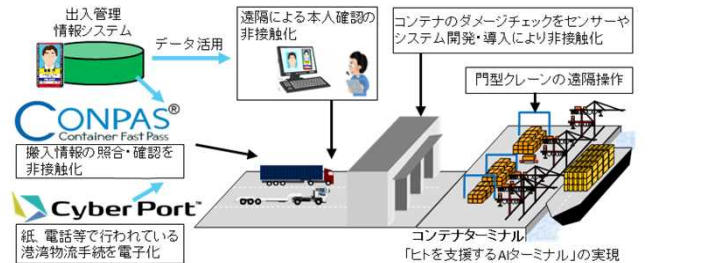 出入管理
情報システム
データ活用
遠隔による本人確認の
非接触化
コンテナのダメージチェックをセンサーや
システム開発・導入により非接触化
門型クレーンの遠隔操作
CONPAS®
Container Fast Pass
搬入情報の照合・確認を
非接触化
Cyber Port™
紙、電話等で行われている
港湾物流手続を電子化
コンテナターミナル
「ヒトを支援するAIターミナル」の実現